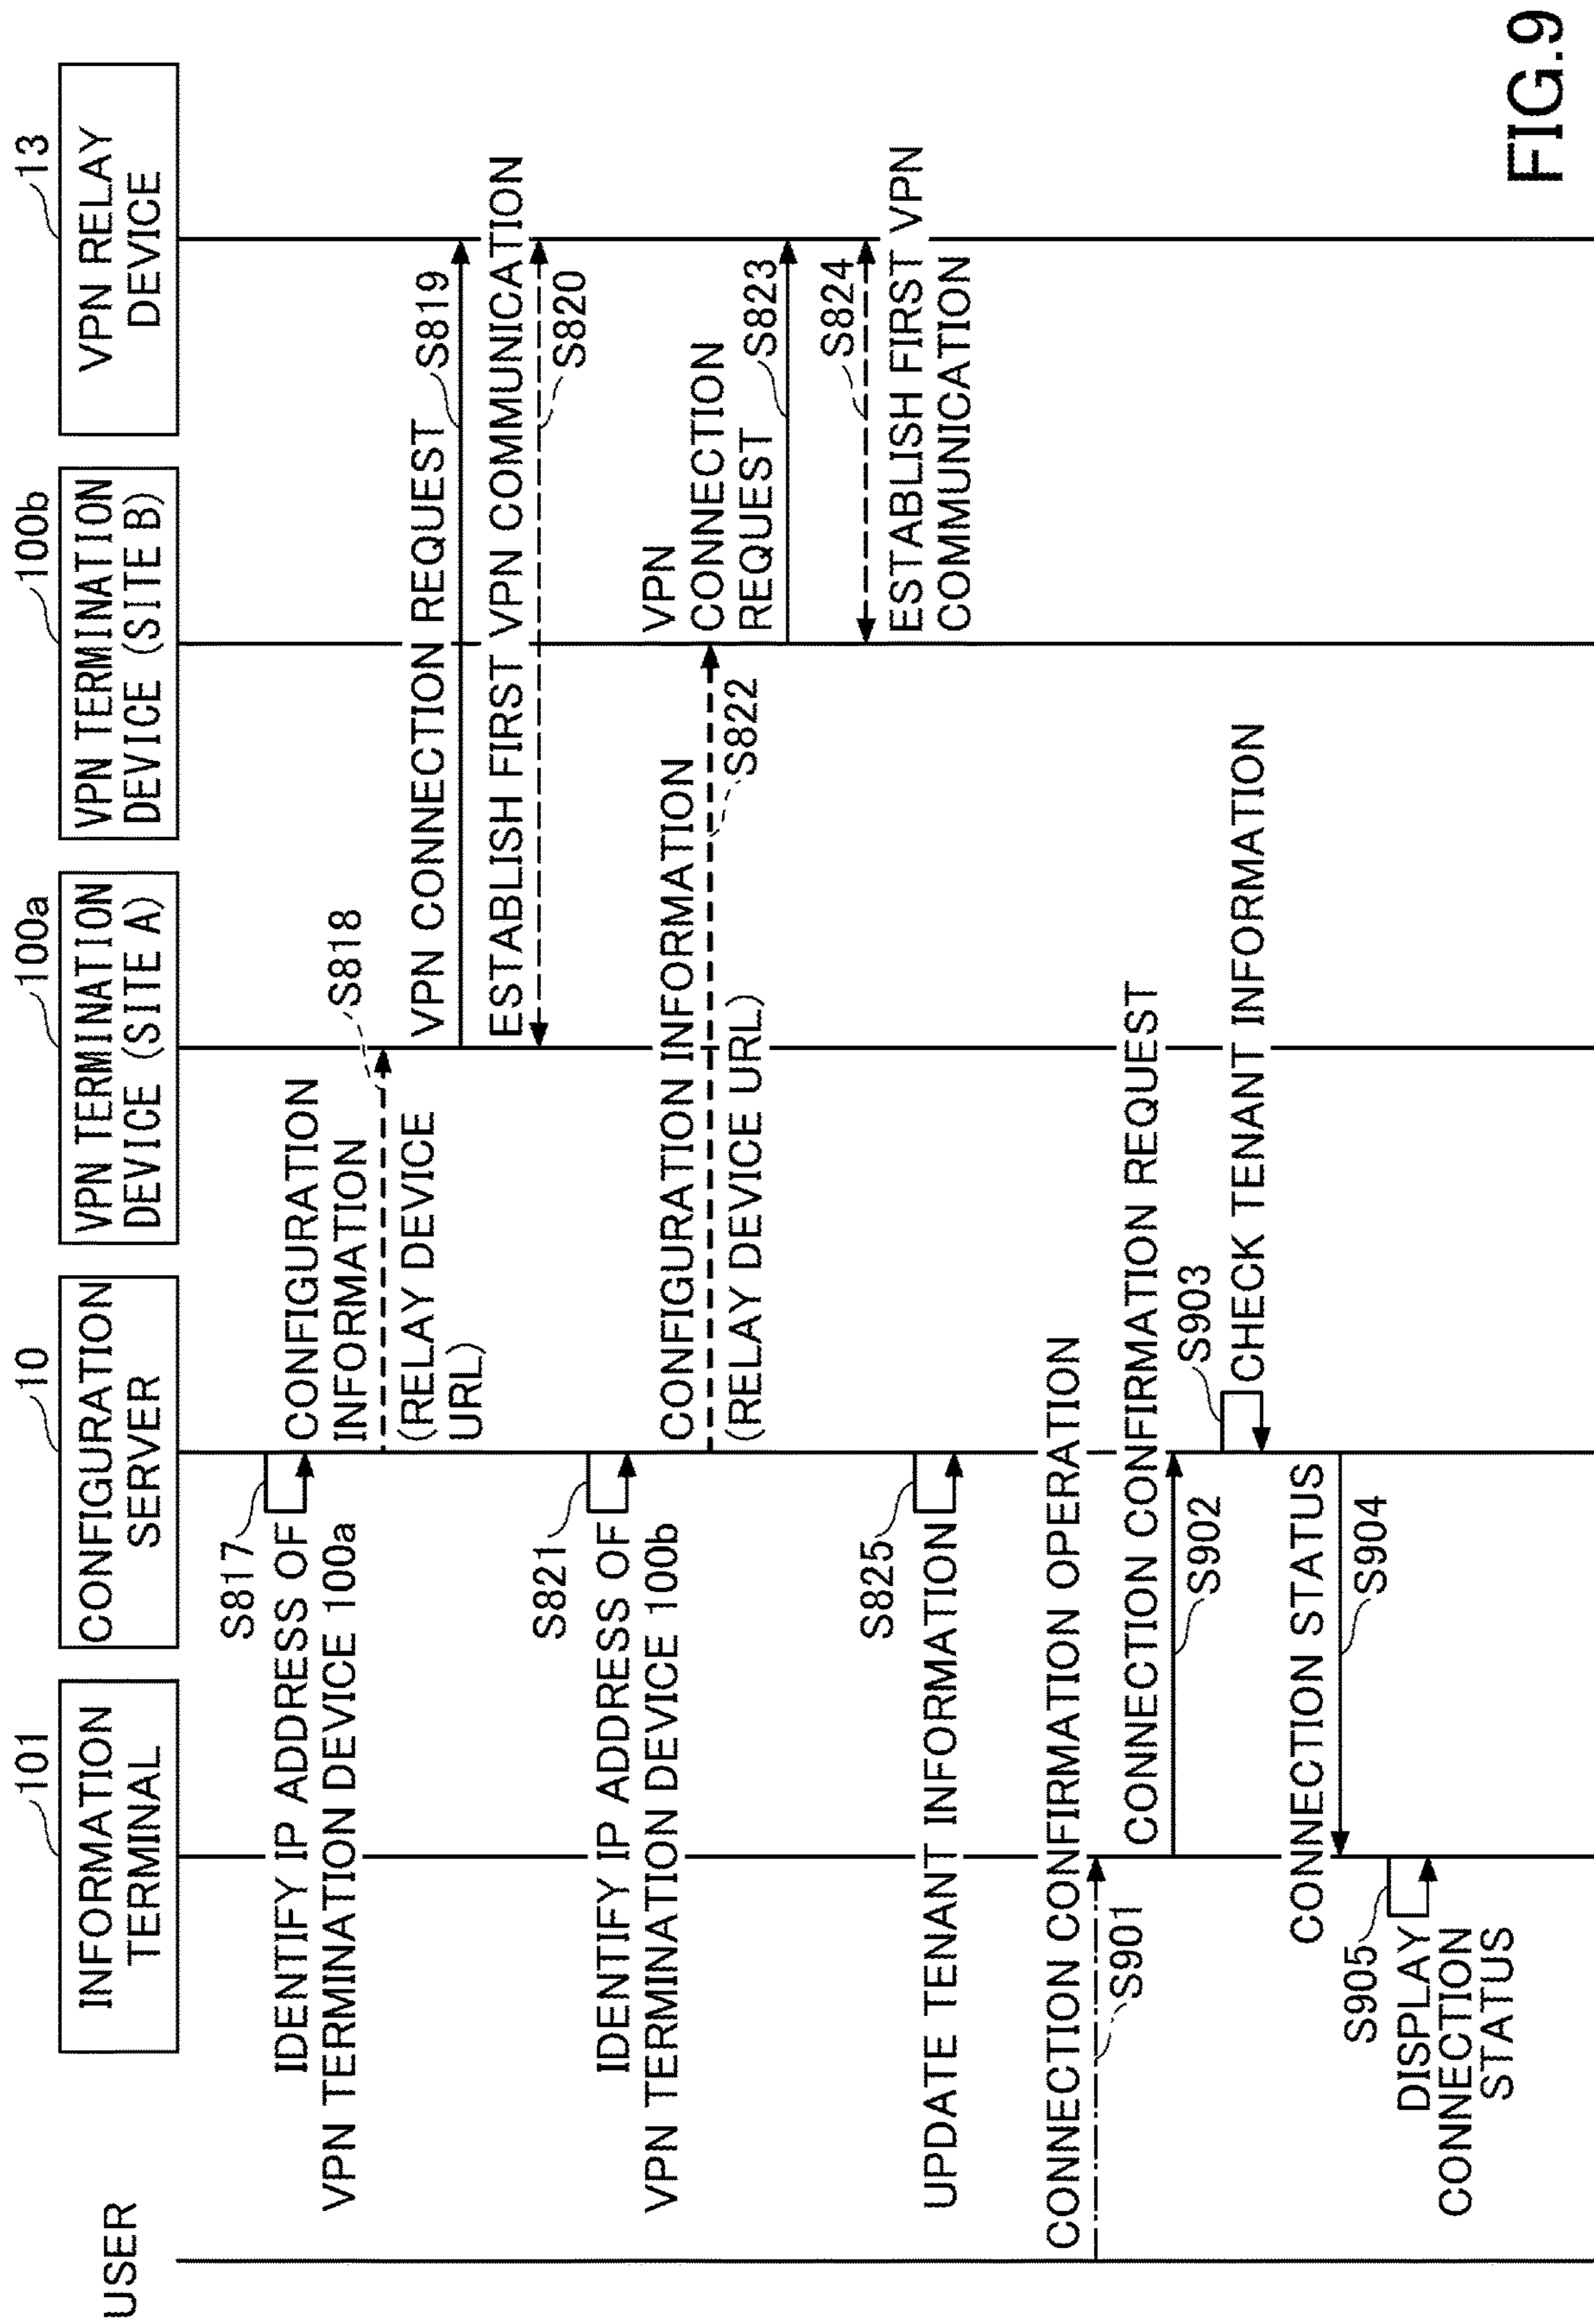 USER
101
INFORMATION
TERMINAL
10
CONFIGURATION
SERVER
100a
VPN TERMINATION
DEVICE (SITE A)
100b
VPN TERMINATION
DEVICE (SITE B)
13
VPN RELAY
DEVICE
S817
IDENTIFY IP ADDRESS OF
VPN TERMINATION DEVICE 100a
CONFIGURATION
INFORMATION
(RELAY DEVICE
URL)
S818
VPN CONNECTION REQUEST
S819
ESTABLISH FIRST VPN COMMUNICATION
S820
S821
IDENTIFY IP ADDRESS OF
VPN TERMINATION DEVICE 100b
CONFIGURATION INFORMATION
(RELAY DEVICE URL)
S822
VPN
CONNECTION
REQUEST
S823
S824
ESTABLISH FIRST VPN
COMMUNICATION
S825
UPDATE TENANT INFORMATION
CONNECTION CONFIRMATION OPERATION
S901
CONNECTION CONFIRMATION REQUEST
S902
S903
CHECK TENANT INFORMATION
CONNECTION STATUS
S904
S905
DISPLAY
CONNECTION
STATUS
FIG.9